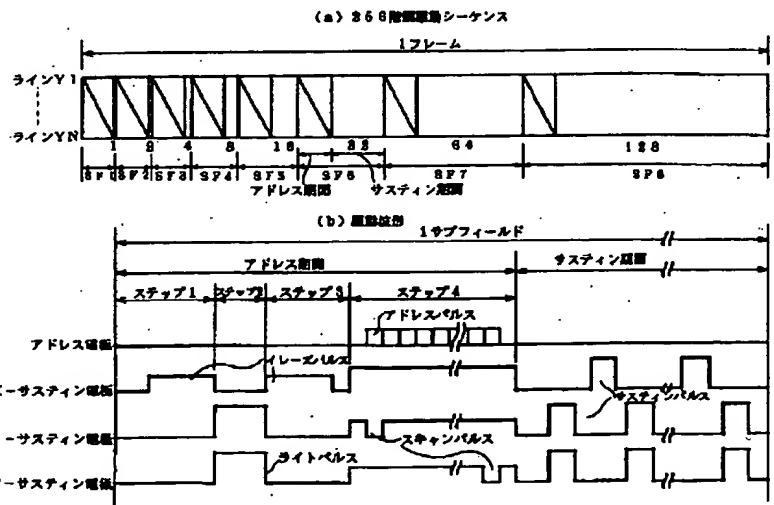 (a) 256階調駆動シーケンス
1フレーム
ラインY1
ラインYN
1 2 4 8 16 32 64 128
SF1 SF2 SF3 SF4 SF5 SF6 SF7 SF8
アドレス期間 サスティン期間
(b) 駆動波形
1サブフィールド
アドレス期間 サスティン期間
ステップ1 ステップ2 ステップ3 ステップ4
アドレスパルス
アドレス電極
イレーズパルス
-サスティン電極
サスティンパルス
-サスティン電極
スキャンパルス
ライトパルス
-サスティン電極